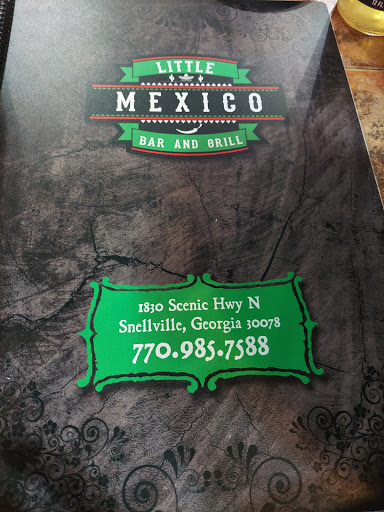 LITTLE
MEXICO
BAR AND GRILL
1830 Scenic Hwy N
Snellville, Georgia 30078
770.985.7588